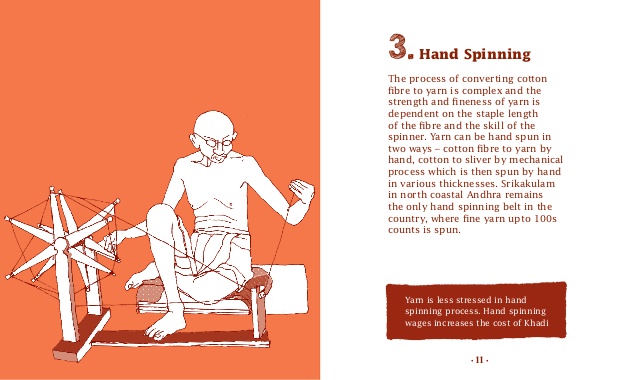 3. Hand Spinning
The process of converting cotton
fibre to yarn is complex and the
strength and fineness of yarn is
dependent on the staple length
of the fibre and the skill of the
spinner. Yarn can be hand spun in
two ways – cotton fibre to yarn by
hand, cotton to sliver by mechanical
process which is then spun by hand
in various thicknesses. Srikakulam
in north coastal Andhra remains
the only hand spinning belt in the
country, where fine yarn upto 100s
counts is spun.
Yarn is less stressed in hand
spinning process. Hand spinning
wages increases the cost of Khadi
· 11 ·